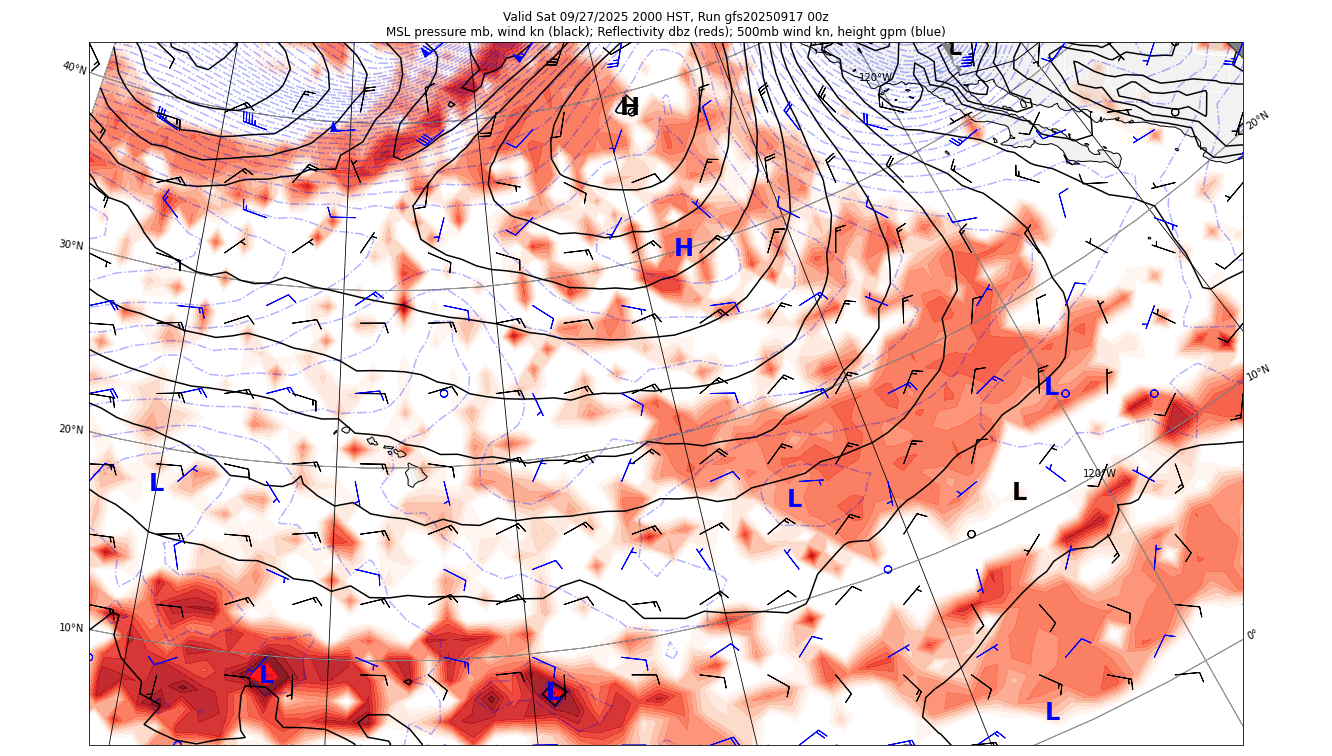 Valid Sat 09/27/2025 2000 HST, Run gfs20250917 00z
MSL pressure mb, wind kn (black); Reflectivity dbz (reds); 500mb wind kn, height gpm (blue)
L
40°N
120°W
H
20°N
30°N
H
10°N
L
20°N
120°W
L
L
L
10°N
0°
L
L
L